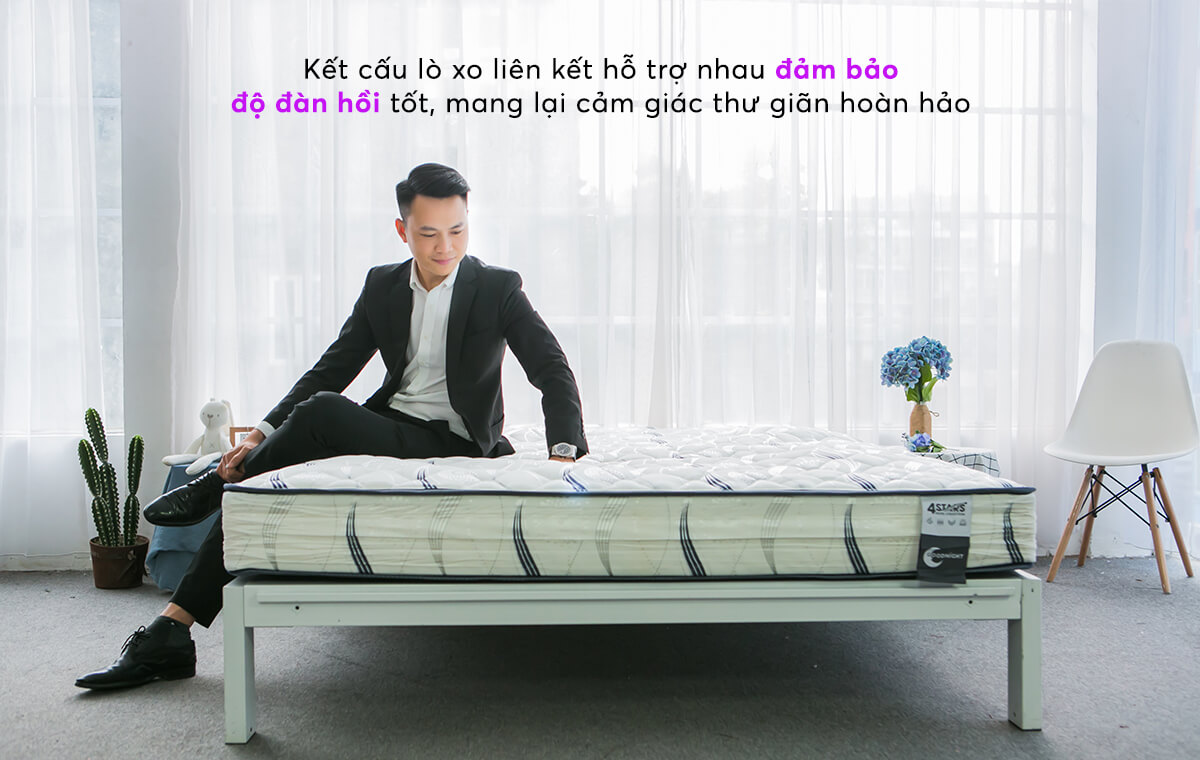 Kết cấu lò xo liên kết hỗ trợ nhau đảm bảo
độ đàn hồi tốt, mang lại cảm giác thư giãn hoàn hảo
4STARS
GOODNIGHT